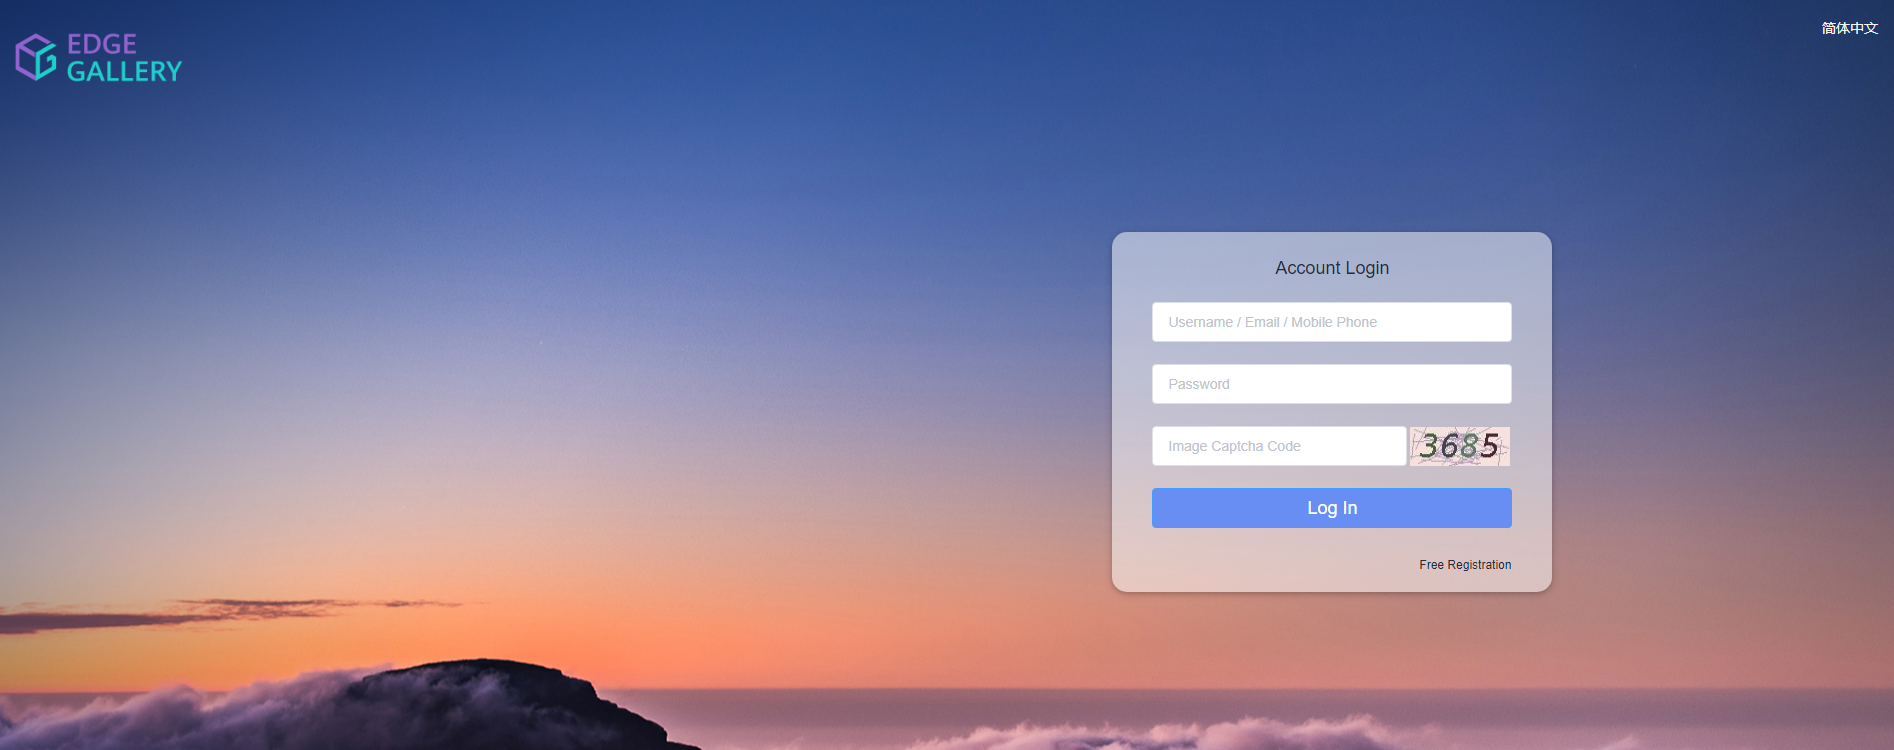 EDGE
GALLERY
简体中文
Account Login
Username / Email / Mobile Phone
Password
Image Captcha Code
3685
Log In
Free Registration